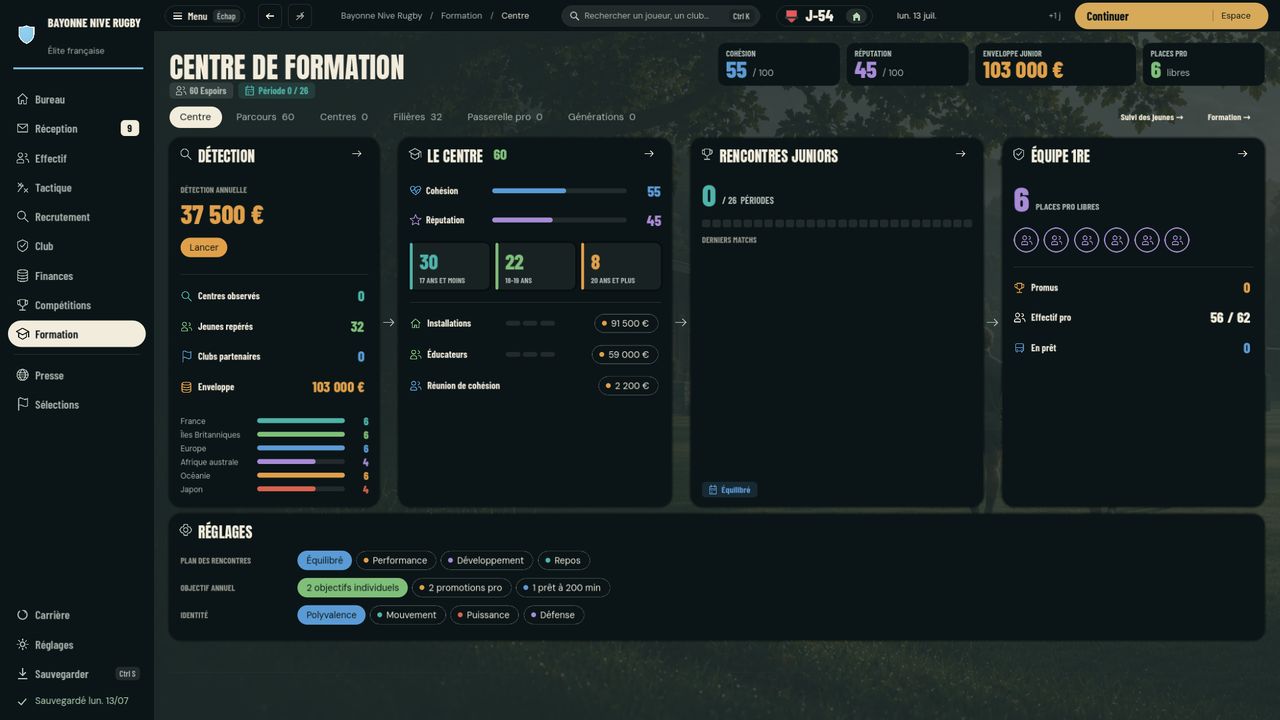 BAYONNE NIVE RUGBY
Élite française
Bureau
Réception 9
Effectif
Tactique
Recrutement
Club
Finances
Compétitions
Formation
Presse
Sélections
Carrière
Réglages
Sauvegarder Ctrl S
Sauvegardé lun. 13/07
Menu Échap
Bayonne Nive Rugby / Formation / Centre
Rechercher un joueur, un club... Ctrl K
J-54
lun. 13 juil.
+1 j
Continuer Espace
CENTRE DE FORMATION
60 Espoirs Période 0 / 26
COHÉSION
55 / 100
RÉPUTATION
45 / 100
ENVELOPPE JUNIOR
103 000 €
PLACES PRO
6 libres
Centre Parcours 60 Centres 0 Filières 32 Passerelle pro 0 Générations 0
Suivi des jeunes → Formation →
DÉTECTION →
DÉTECTION ANNUELLE
37 500 €
Lancer
Centres observés 0
Jeunes repérés 32
Clubs partenaires 0
Enveloppe 103 000 €
France 6
Îles Britanniques 6
Europe 6
Afrique australe 4
Océanie 6
Japon 4
LE CENTRE 60 →
Cohésion 55
Réputation 45
30
17 ANS ET MOINS
22
18-19 ANS
8
20 ANS ET PLUS
Installations 91 500 €
Éducateurs 59 000 €
Réunion de cohésion 2 200 €
RENCONTRES JUNIORS →
0 / 26 PÉRIODES
DERNIERS MATCHS
Équilibré
ÉQUIPE 1RE →
6 PLACES PRO LIBRES
Promus 0
Effectif pro 56 / 62
En prêt 0
RÉGLAGES
PLAN DES RENCONTRES Équilibré Performance Développement Repos
OBJECTIF ANNUEL 2 objectifs individuels 2 promotions pro 1 prêt à 200 min
IDENTITÉ Polyvalence Mouvement Puissance Défense